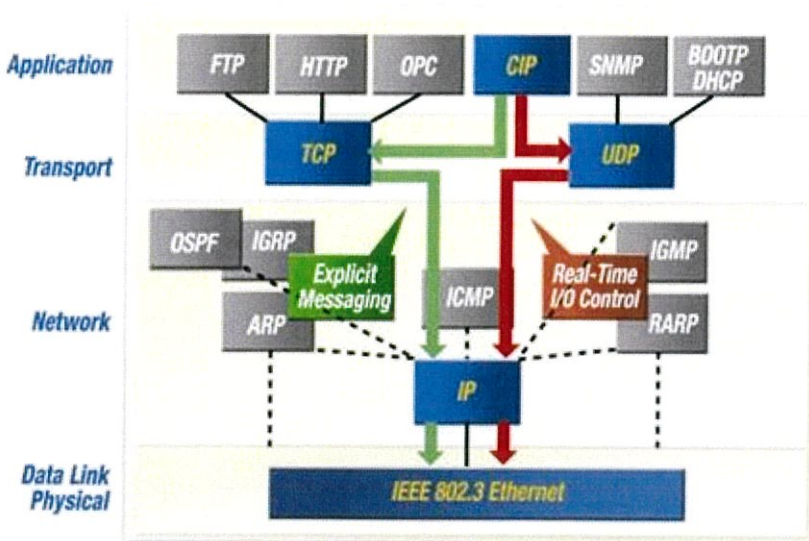 Application
FTP
HTTP
OPC
CIP
SNMP
BOOTP
DHCP
Transport
TCP
UDP
Network
OSPF
IGRP
Explicit
Messaging
ICMP
Real-Time
I/O Control
IGMP
ARP
RARP
IP
Data Link
Physical
IEEE 802.3 Ethernet